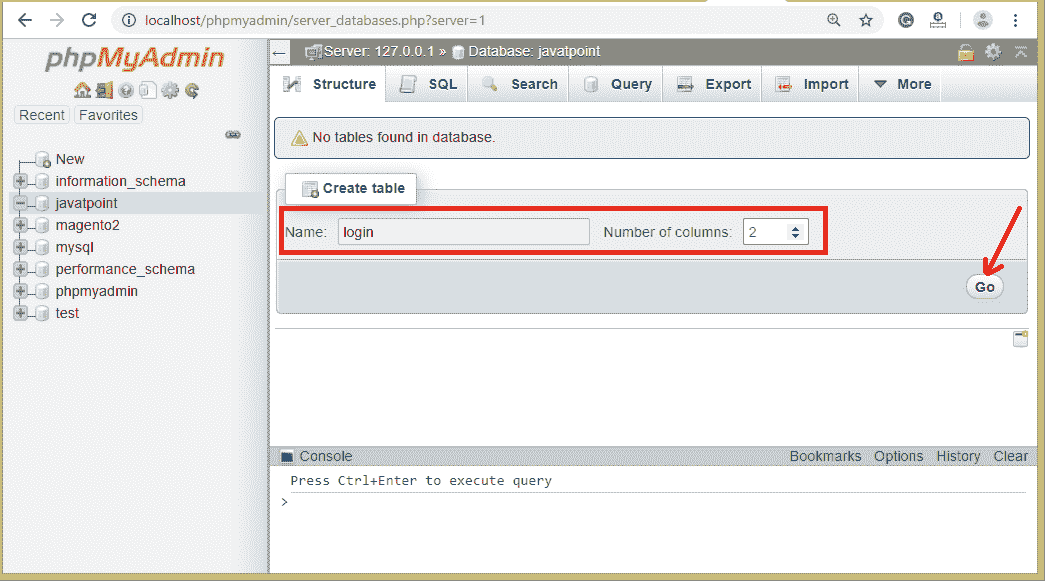 localhost/phpmyadmin/server_databases.php?server=1
phpMyAdmin
Recent Favorites
New
information_schema
javatpoint
magento2
mysql
performance_schema
phpmyadmin
test
Server: 127.0.0.1 » Database: javatpoint
Structure SQL Search Query Export Import More
No tables found in database.
Create table
Name: login Number of columns: 2
Go
Console Bookmarks Options History Clear
Press Ctrl+Enter to execute query
>